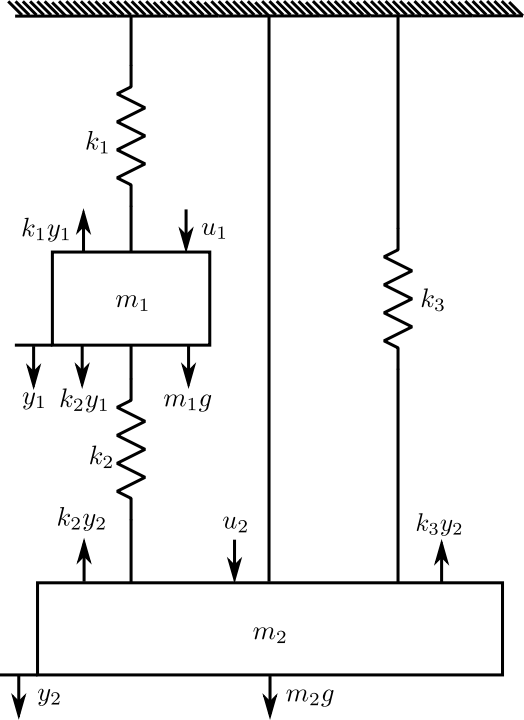 k₁
k₁y₁ u₁
m₁
k₃
y₁ k₂y₁ m₁g
k₂
k₂y₂ u₂ k₃y₂
m₂
y₂ m₂g